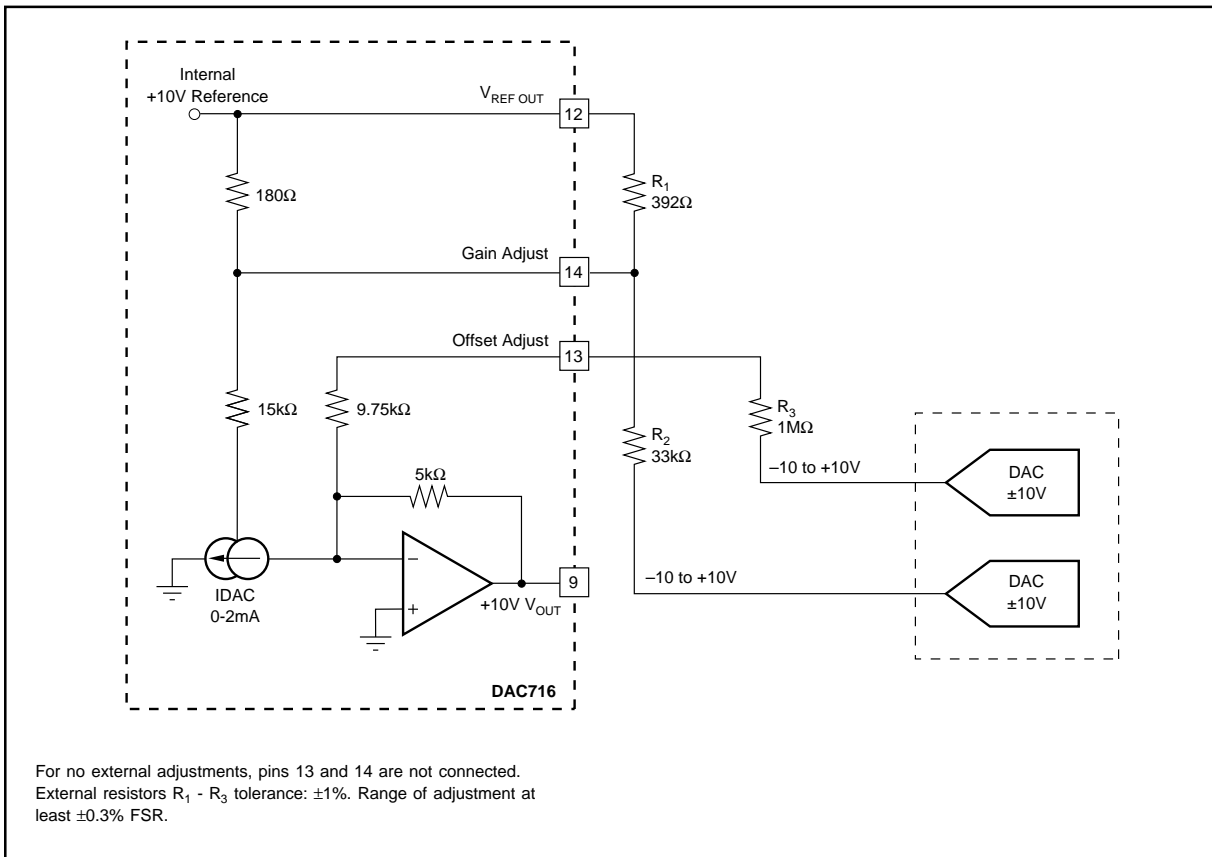 Internal
+10V Reference
V_REF OUT
12
180Ω
R₁
392Ω
Gain Adjust
14
Offset Adjust
13
15kΩ
9.75kΩ
R₃
1MΩ
R₂
33kΩ
–10 to +10V
DAC
±10V
5kΩ
–10 to +10V
DAC
±10V
–
+
+10V V_OUT
9
IDAC
0-2mA
DAC716
For no external adjustments, pins 13 and 14 are not connected.
External resistors R₁ - R₃ tolerance: ±1%. Range of adjustment at
least ±0.3% FSR.